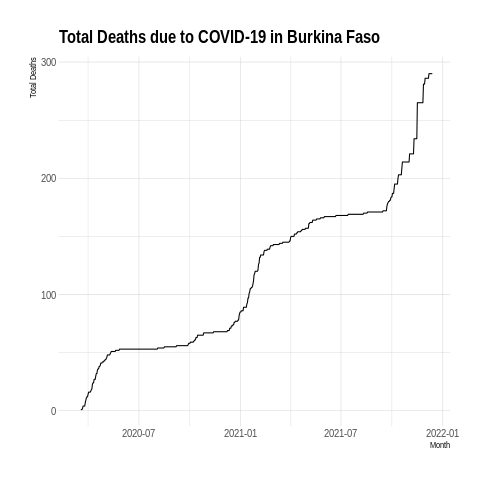 Total Deaths due to COVID-19 in Burkina Faso
Total Deaths
300
200
100
0
2020-07
2021-01
2021-07
2022-01
Month